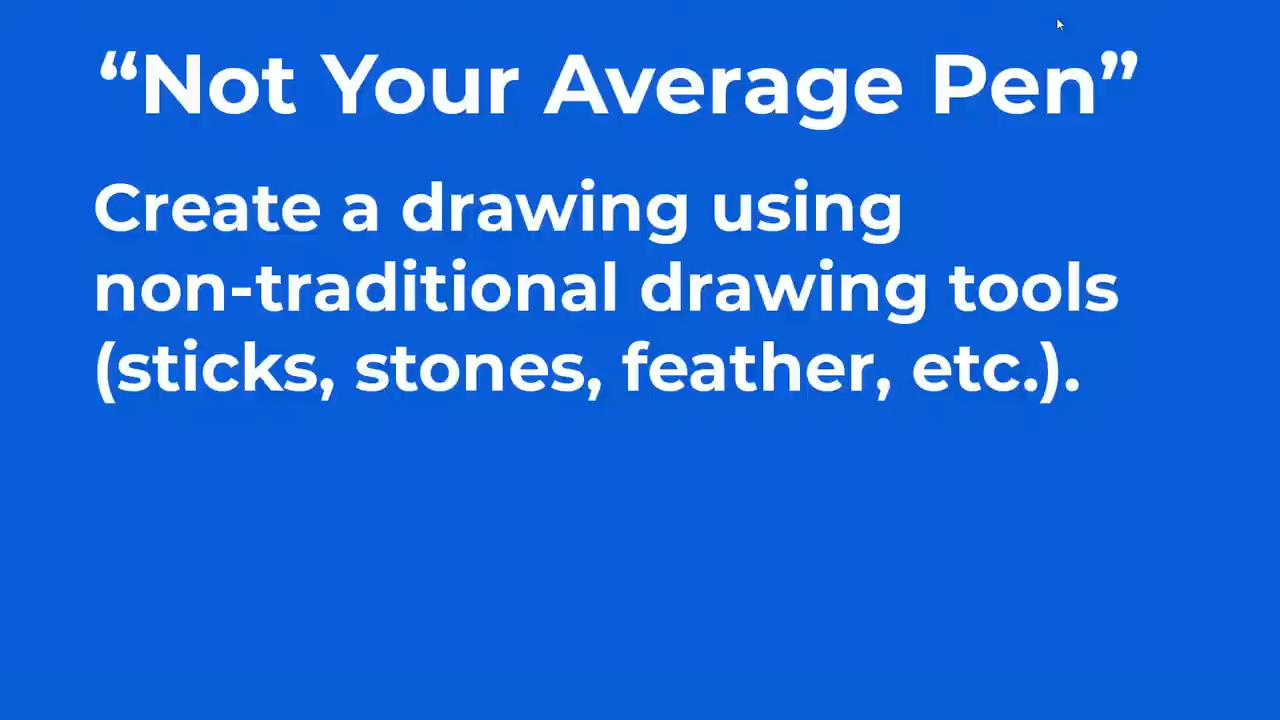 “Not Your Average Pen”
Create a drawing using
non-traditional drawing tools
(sticks, stones, feather, etc.).